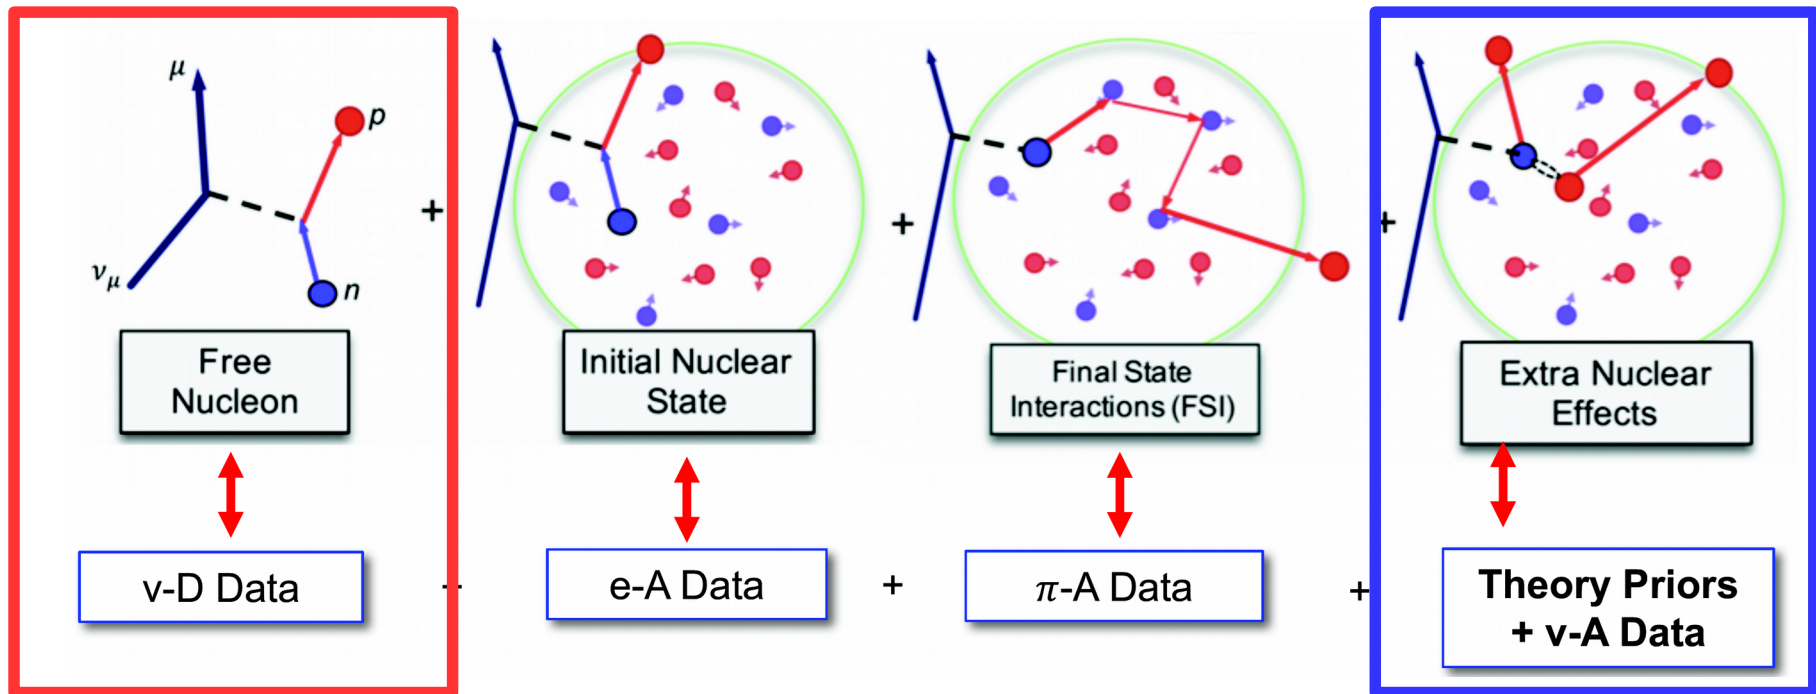 μ
p
ν_μ
n
+
+
+
Free
Nucleon
Initial Nuclear
State
Final State
Interactions (FSI)
Extra Nuclear
Effects
ν-D Data
+
e-A Data
+
π-A Data
+
Theory Priors
+ ν-A Data